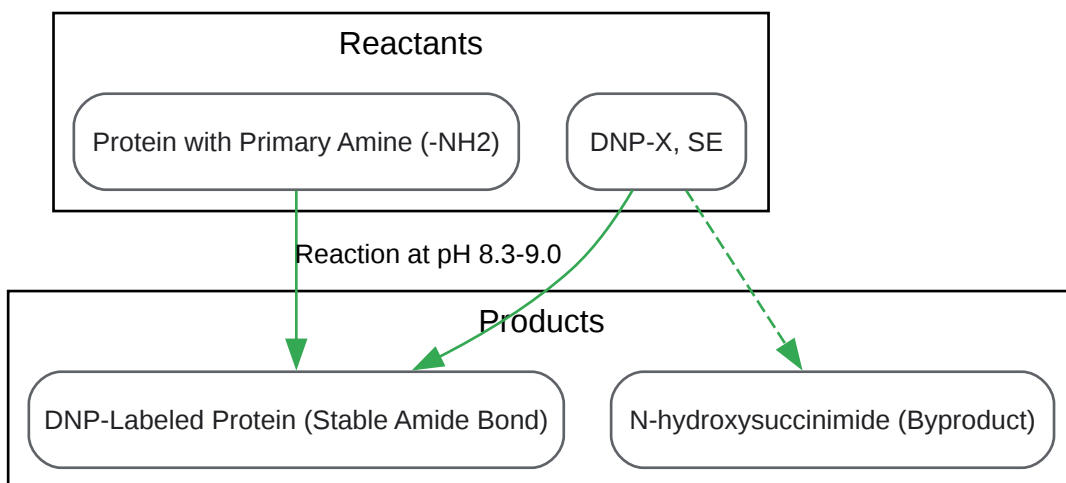 Reactants
Protein with Primary Amine (-NH2)
DNP-X, SE
Reaction at pH 8.3-9.0
Products
DNP-Labeled Protein (Stable Amide Bond)
N-hydroxysuccinimide (Byproduct)